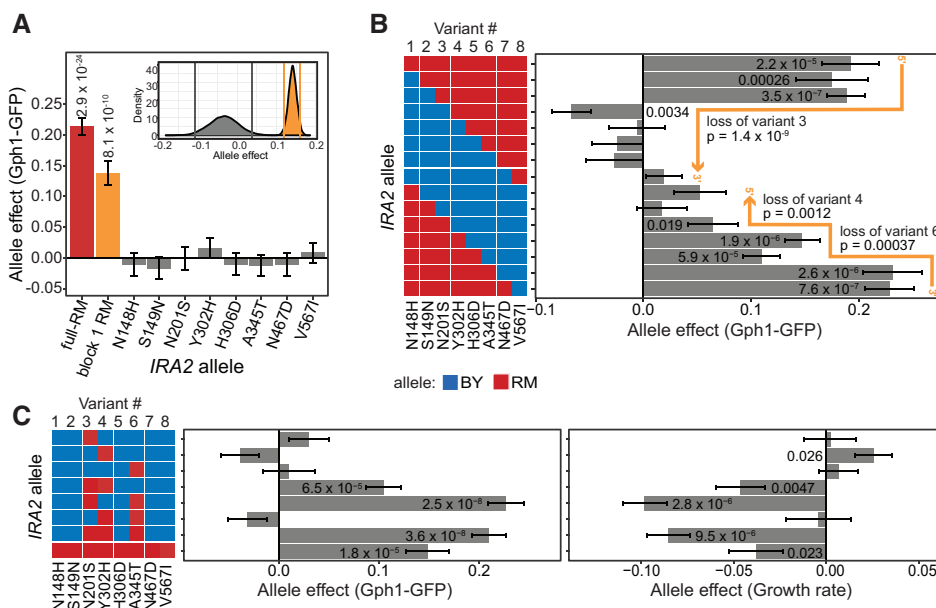 A
Allele effect (Gph1-GFP)
0.25
0.20
0.15
0.10
0.05
0.00
-0.05
2.9 x 10⁻²⁴
8.1 x 10⁻¹⁰
Density
40
30
20
10
0
-0.2
-0.1
0.0
0.1
0.2
Allele effect
full-RM
block 1 RM
N148H
S149N
N201S
Y302H
H306D
A345T
N467D
V567I
IRA2 allele
B
Variant #
1 2 3 4 5 6 7 8
IRA2 allele
N148H
S149N
N201S
Y302H
H306D
A345T
N467D
V567I
2.2 x 10⁻⁵
0.00026
3.5 x 10⁻⁷
0.0034
0.019
1.9 x 10⁻⁶
5.9 x 10⁻⁵
2.6 x 10⁻⁶
7.6 x 10⁻⁷
5'
loss of variant 3
p = 1.4 x 10⁻⁹
3'
5'
loss of variant 4
p = 0.0012
loss of variant 6
p = 0.00037
3'
-0.1
0.0
0.1
0.2
Allele effect (Gph1-GFP)
allele: BY RM
C
Variant #
1 2 3 4 5 6 7 8
IRA2 allele
N148H
S149N
N201S
Y302H
H306D
A345T
N467D
V567I
6.5 x 10⁻⁵
2.5 x 10⁻⁸
3.6 x 10⁻⁸
1.8 x 10⁻⁵
0.0
0.1
0.2
Allele effect (Gph1-GFP)
0.026
0.0047
2.8 x 10⁻⁶
9.5 x 10⁻⁶
0.023
−0.10
−0.05
0.0
0.05
Allele effect (Growth rate)